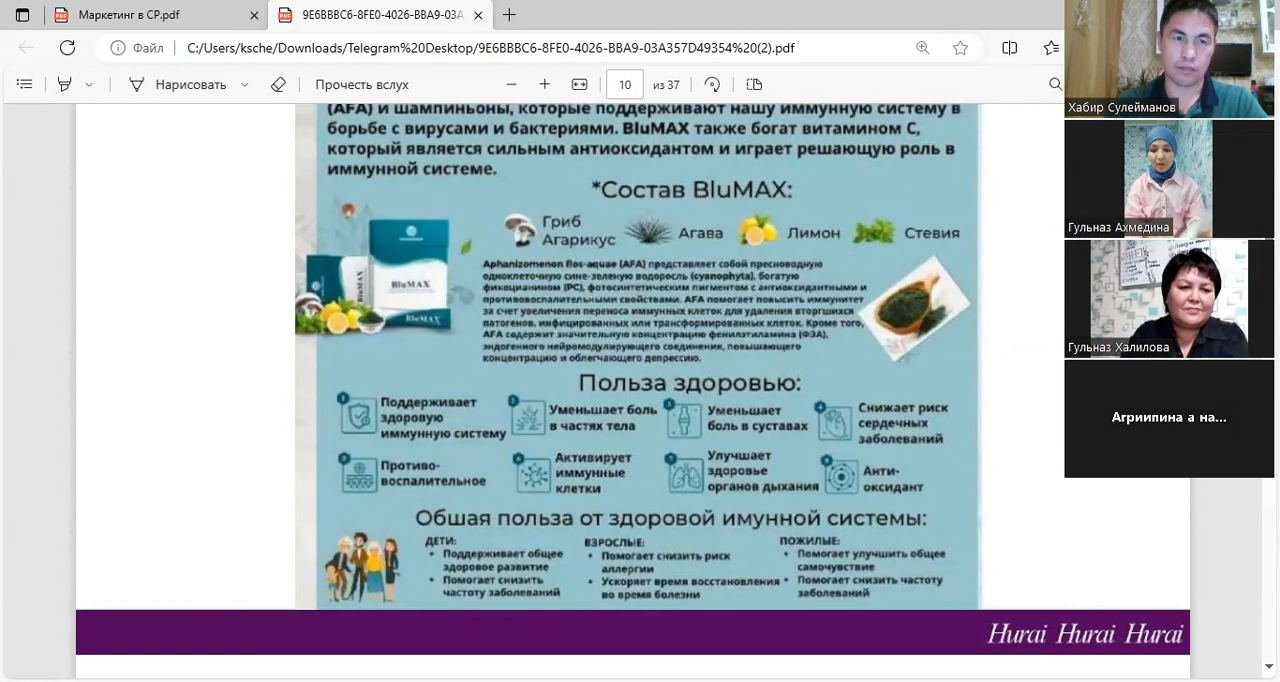 Маркетинг в CP.pdf
9E6BBBC6-8FE0-4026-BBA9-03A
Файл
C:/Users/ksche/Downloads/Telegram%20Desktop/9E6BBBC6-8FE0-4026-BBA9-03A357D49334%20(2).pdf
Нарисовать
Прочесть вслух
10
из 37
(AFA) и шампиньоны, которые поддерживают нашу иммунную систему в
борьбе с вирусами и бактериями. BluMAX также богат витамином С,
который является сильным антиоксидантом и играет решающую роль в
иммунной системе.
*Состав BluMAX:
Гриб
Агарикус
Агава
Лимон
Стевия
BluMAX
BluMAX
BluMAX
Aphanizomenon flos-aquae (AFA) представляет собой пресноводную
одноклеточную сине-зеленую водоросль (cyanophyta), богатую
фикоцианином (PC), фотосинтетическим пигментом с антиоксидантными и
противовоспалительными свойствами. AFA помогает повысить иммунитет
за счет увеличения переноса иммунных клеток для удаления вторгшихся
патогенов, инфицированных или трансформированных клеток. Кроме того,
AFA содержит значительную концентрацию фенилэтиламина (ФЭА),
эндогенного нейромодулирующего соединения, повышающего
концентрацию и облегчающего депрессию.
Польза здоровью:
Поддерживает
здоровую
иммунную систему
Уменьшает боль
в частях тела
Уменьшает
боль в суставах
Снижает риск
сердечных
заболеваний
Противо-
воспалительное
Активирует
иммунные
клетки
Улучшает
здоровье
органов дыхания
Анти-
оксидант
Обшая польза от здоровой имунной системы:
ДЕТИ:
• Поддерживает общее
здоровое развитие
• Помогает снизить
частоту заболеваний
ВЗРОСЛЫЕ:
• Помогает снизить риск
аллергии
• Ускоряет время восстановления
во время болезни
ПОЖИЛЫЕ:
• Помогает улучшить общее
самочувствие
• Помогает снизить частоту
заболеваний
Hurai Hurai Hurai
Хабир Сулейманов
Гульназ Ахмедина
Гульназ Халилова
Агриипина а на...